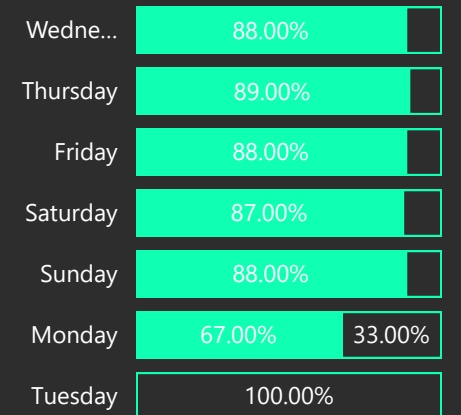 Wedne... 88.00%
Thursday 89.00%
Friday 88.00%
Saturday 87.00%
Sunday 88.00%
Monday 67.00% 33.00%
Tuesday 100.00%